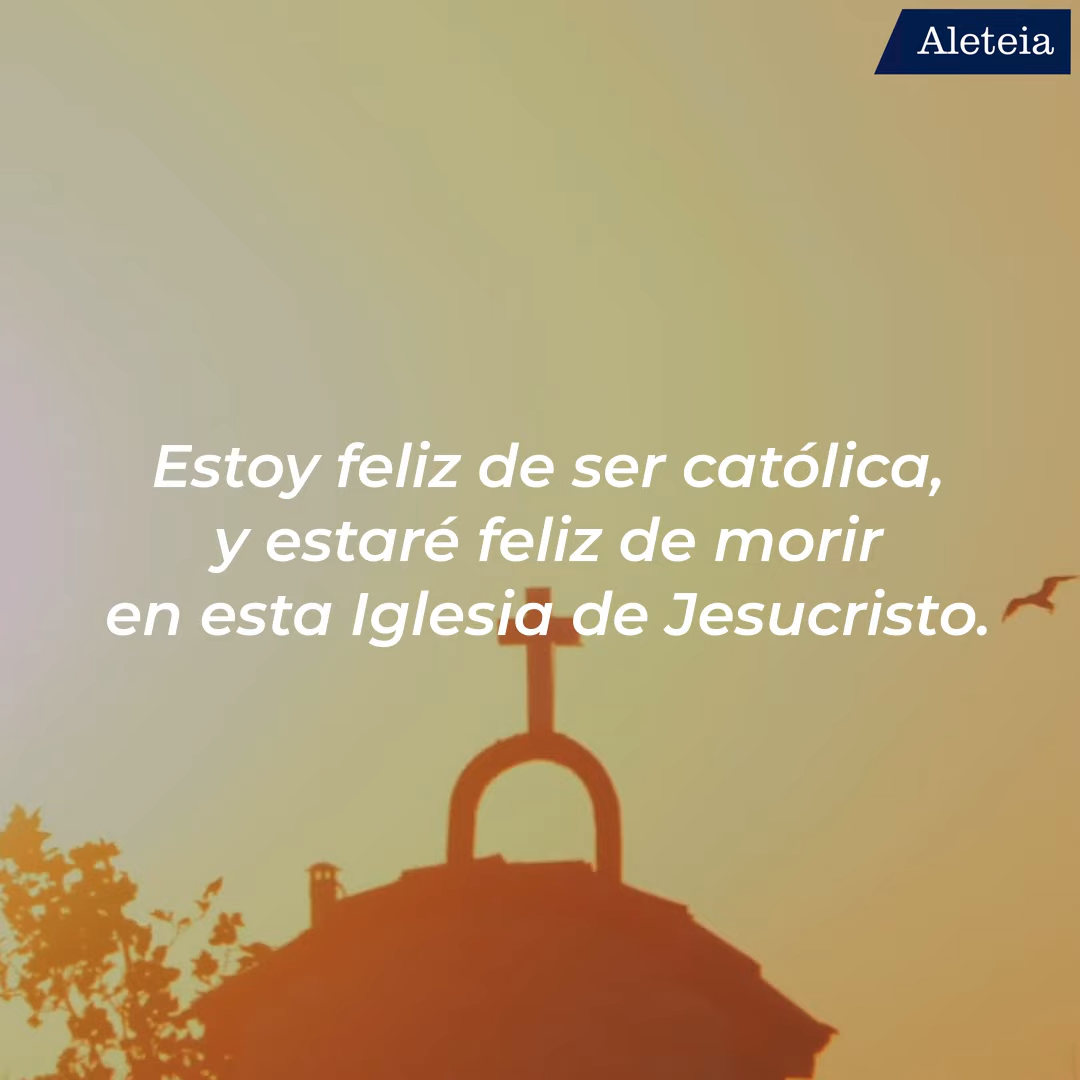 Aleteia
Estoy feliz de ser católica,
y estaré feliz de morir
en esta Iglesia de Jesucristo.